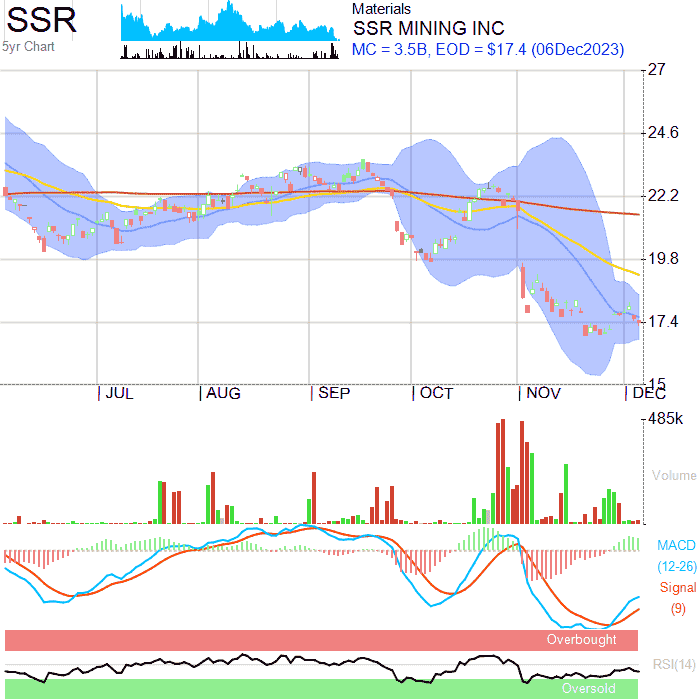 SSR
5yr Chart
Materials
SSR MINING INC
MC = 3.5B, EOD = $17.4 (06Dec2023)
27
24.6
22.2
19.8
17.4
15
JUL AUG SEP OCT NOV DEC
485k
Volume
MACD
(12-26)
Signal
(9)
Overbought
RSI(14)
Oversold